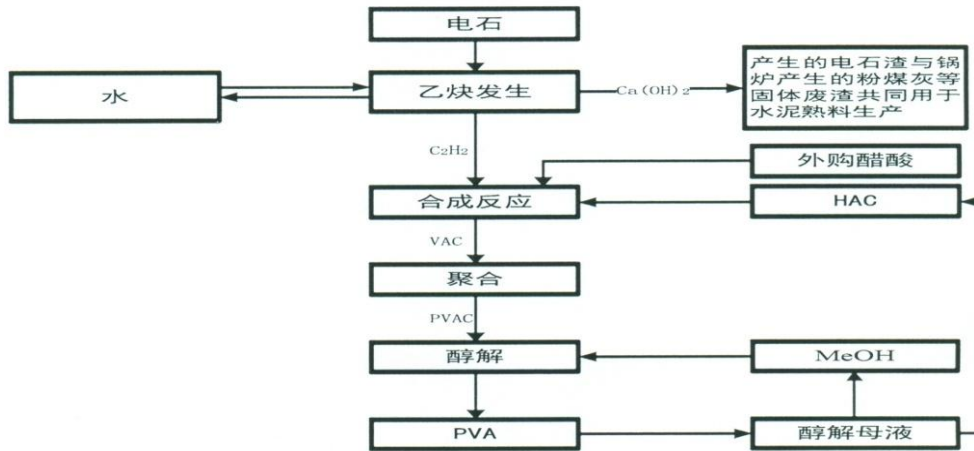 电石
水
乙炔发生
Ca(OH)2
产生的电石渣与锅
炉产生的粉煤灰等
固体废渣共同用于
水泥熟料生产
C2H2
外购醋酸
合成反应
HAC
VAC
聚合
PVAC
醇解
MeOH
PVA
醇解母液